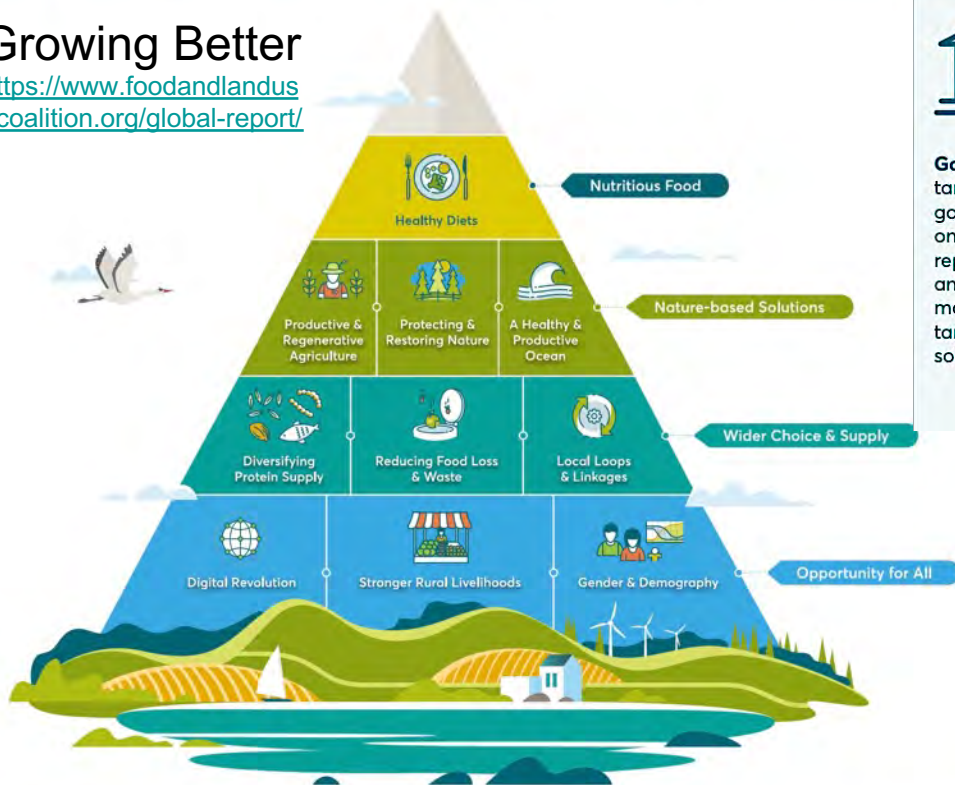 Growing Better
https://www.foodandlandus
coalition.org/global-report/
Nutritious Food
Healthy Diets
Nature-based Solutions
Productive &
Regenerative
Agriculture
Protecting &
Restoring Nature
A Healthy &
Productive
Ocean
Wider Choice & Supply
Diversifying
Protein Supply
Reducing Food Loss
& Waste
Local Loops
& Linkages
Opportunity for All
Digital Revolution
Stronger Rural Livelihoods
Gender & Demography